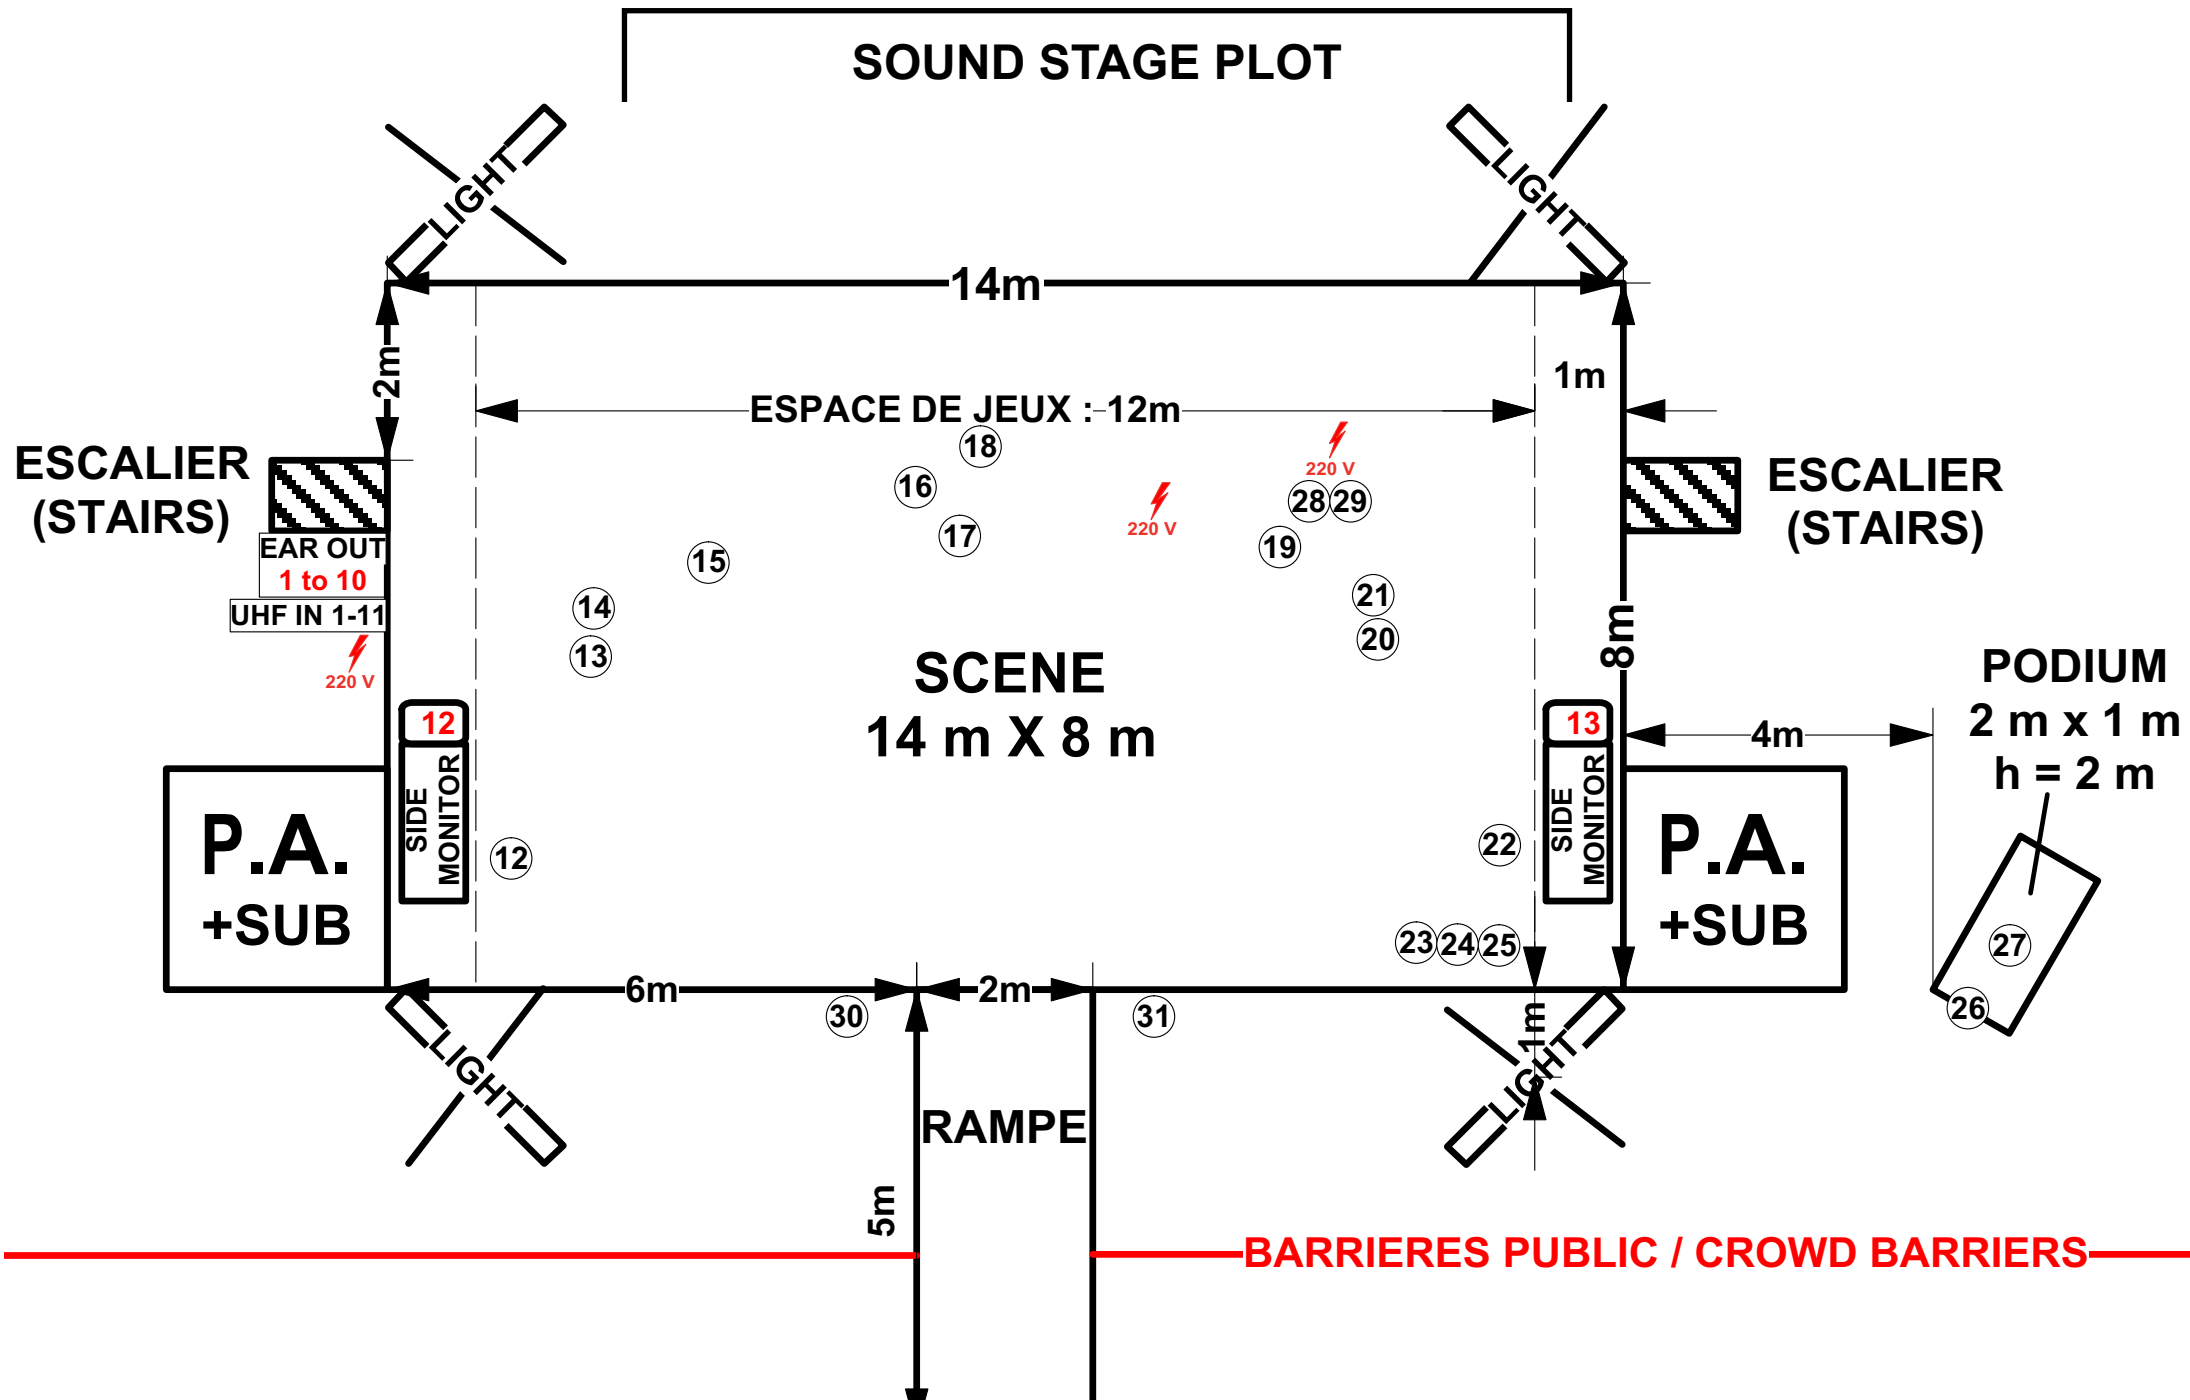 SOUND STAGE PLOT
LIGHT
LIGHT
14m
2m
1m
ESPACE DE JEUX : 12m
18
220 V
ESCALIER
(STAIRS)
16
28
29
220 V
ESCALIER
(STAIRS)
17
19
EAR OUT
1 to 10
15
UHF IN 1-11
14
21
220 V
13
20
8m
SCENE
14 m X 8 m
PODIUM
2 m x 1 m
h = 2 m
12
13
4m
SIDE
MONITOR
SIDE
MONITOR
P.A.
+SUB
12
22
P.A.
+SUB
23
24
25
27
6m
2m
30
31
1m
26
LIGHT
LIGHT
RAMPE
5m
BARRIERES PUBLIC / CROWD BARRIERS